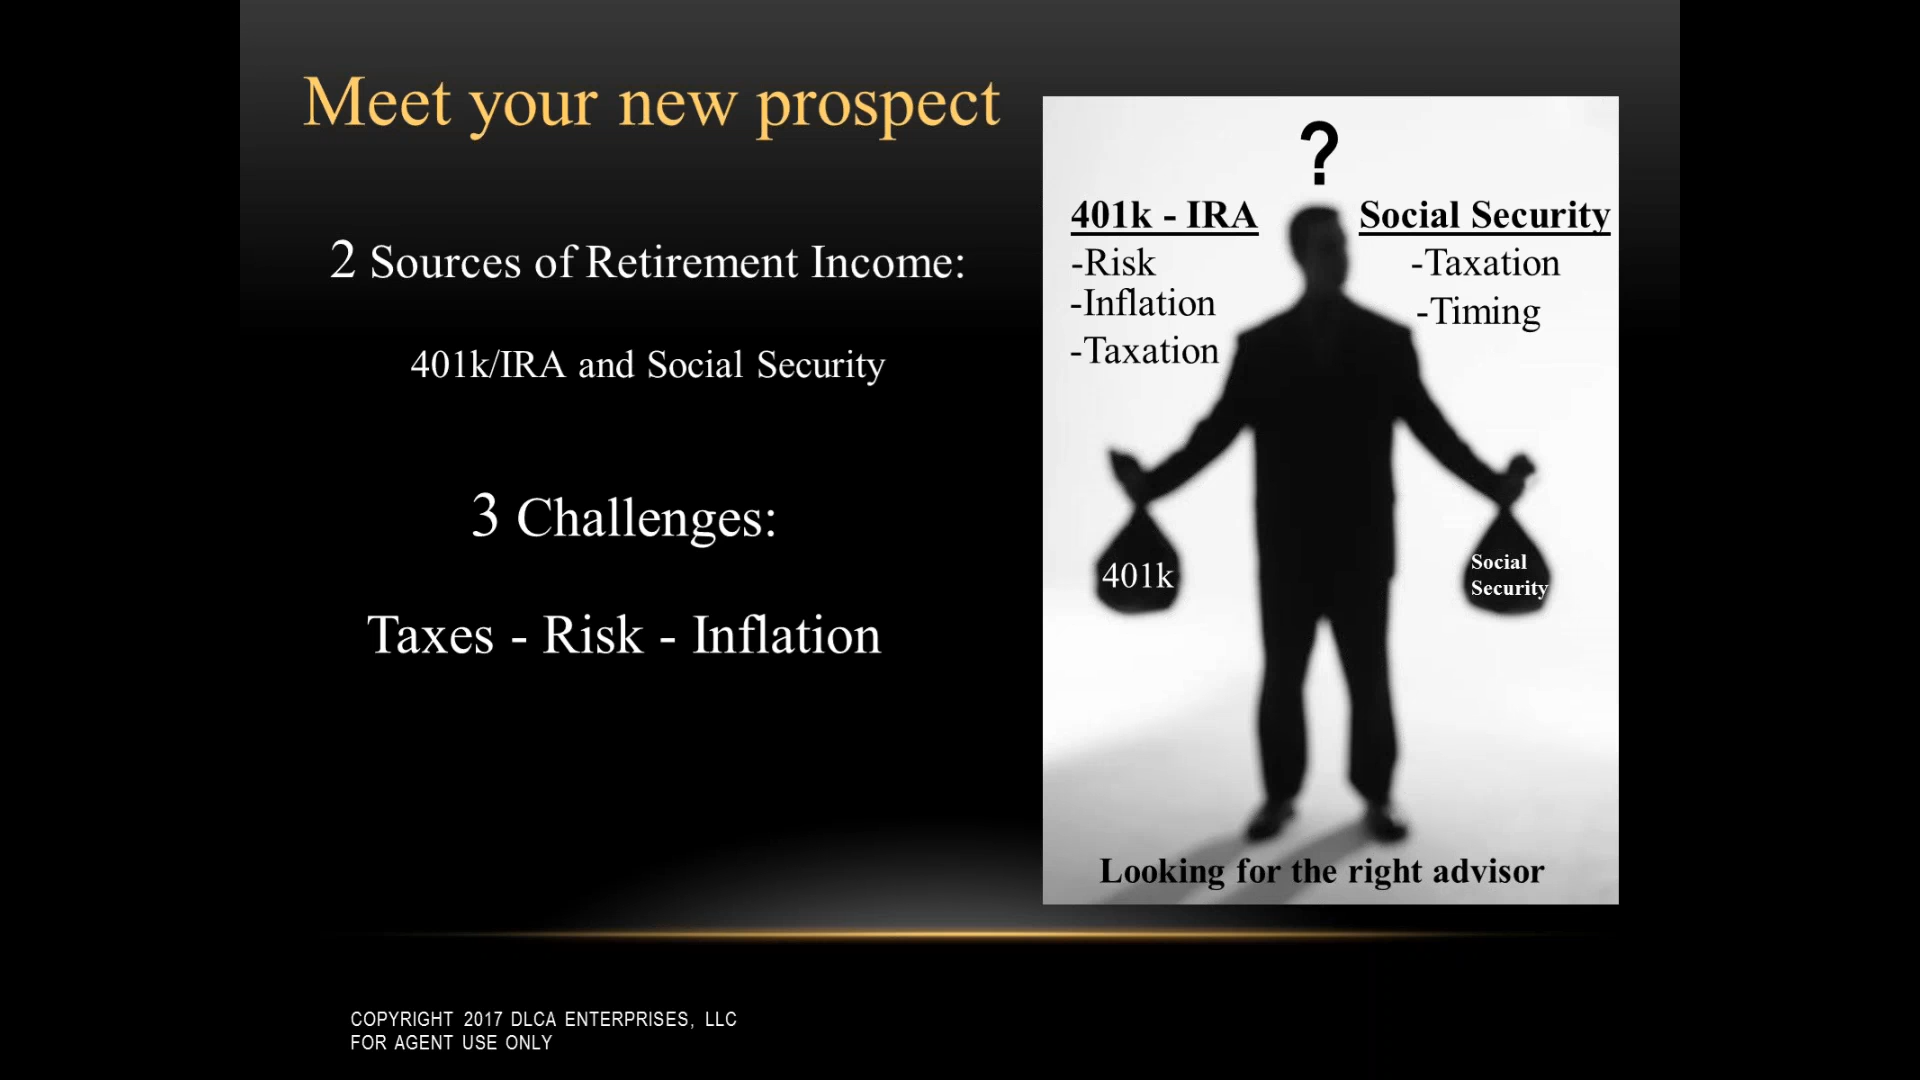 Meet your new prospect
2 Sources of Retirement Income:
401k/IRA and Social Security
3 Challenges:
Taxes - Risk - Inflation
?
401k - IRA
-Risk
-Inflation
-Taxation
Social Security
-Taxation
-Timing
401k
Social
Security
Looking for the right advisor
COPYRIGHT 2017 DLCA ENTERPRISES, LLC
FOR AGENT USE ONLY